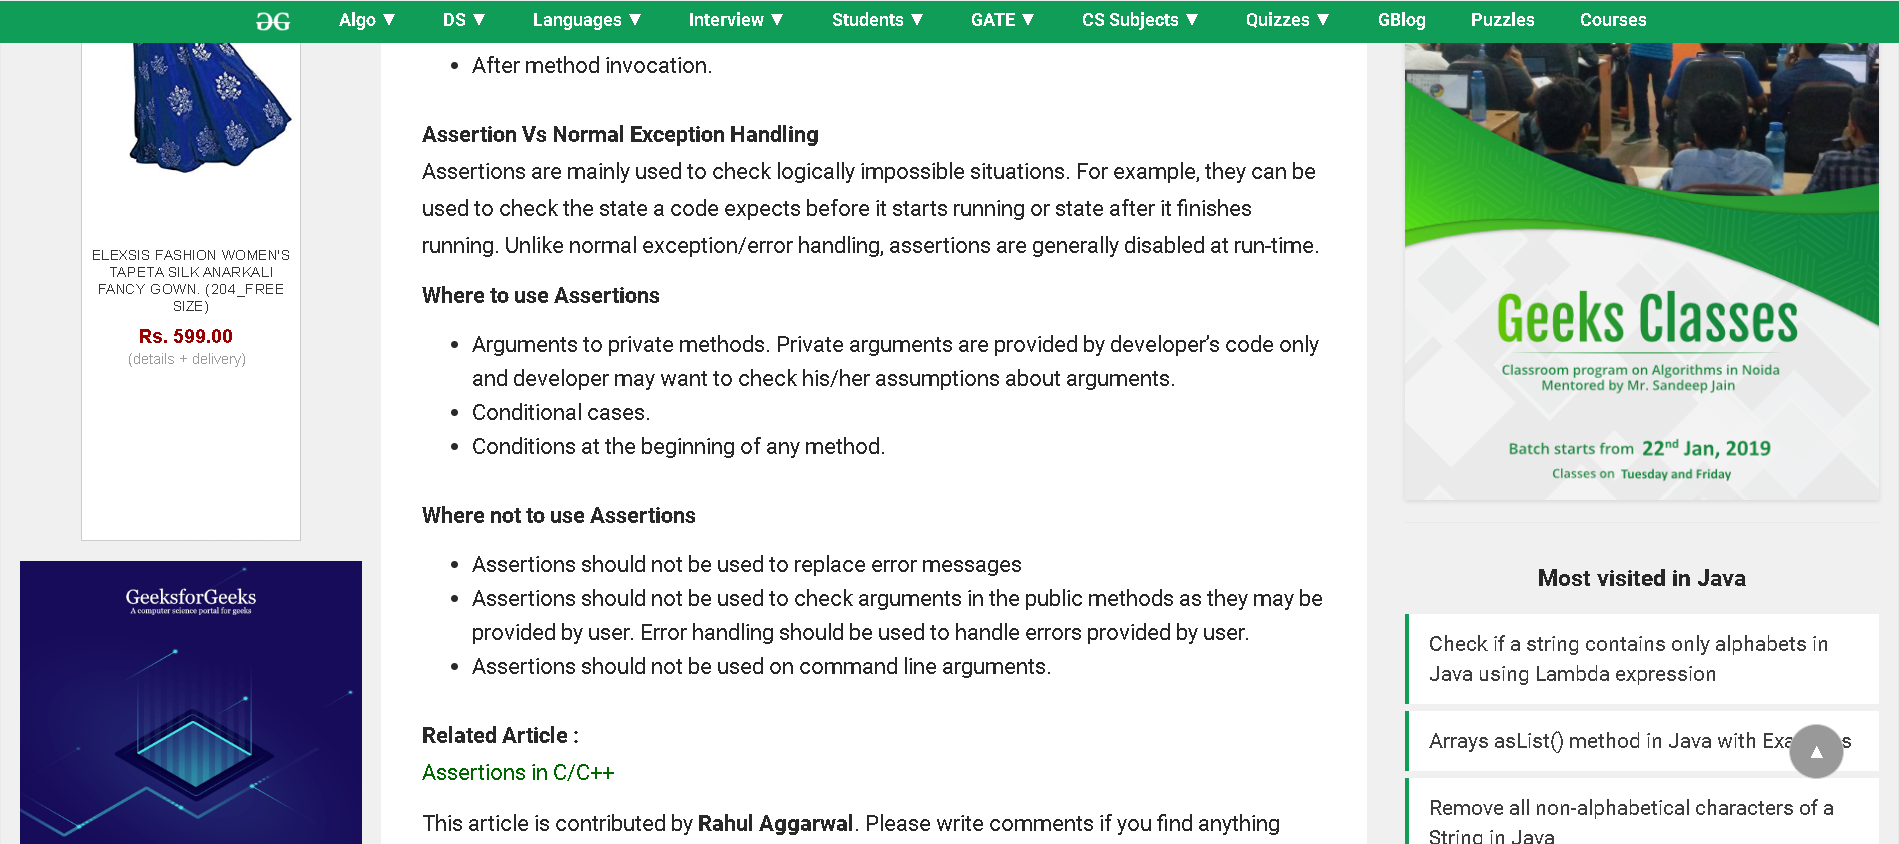 Algo ▼ DS ▼ Languages ▼ Interview ▼ Students ▼ GATE ▼ CS Subjects ▼ Quizzes ▼ GBlog Puzzles Courses
ELEXSIS FASHION WOMEN'S
TAPETA SILK ANARKALI
FANCY GOWN. (204_FREE
SIZE)
Rs. 599.00
(details + delivery)
GeeksforGeeks
A computer science portal for geeks
After method invocation.
Assertion Vs Normal Exception Handling
Assertions are mainly used to check logically impossible situations. For example, they can be
used to check the state a code expects before it starts running or state after it finishes
running. Unlike normal exception/error handling, assertions are generally disabled at run-time.
Where to use Assertions
Arguments to private methods. Private arguments are provided by developer’s code only
and developer may want to check his/her assumptions about arguments.
Conditional cases.
Conditions at the beginning of any method.
Where not to use Assertions
Assertions should not be used to replace error messages
Assertions should not be used to check arguments in the public methods as they may be
provided by user. Error handling should be used to handle errors provided by user.
Assertions should not be used on command line arguments.
Related Article :
Assertions in C/C++
This article is contributed by Rahul Aggarwal. Please write comments if you find anything
Geeks Classes
Classroom program on Algorithms in Noida
Mentored by Mr. Sandeep Jain
Batch starts from 22nd Jan, 2019
Classes on Tuesday and Friday
Most visited in Java
Check if a string contains only alphabets in
Java using Lambda expression
Arrays asList() method in Java with
Remove all non-alphabetical characters of a
String in Java